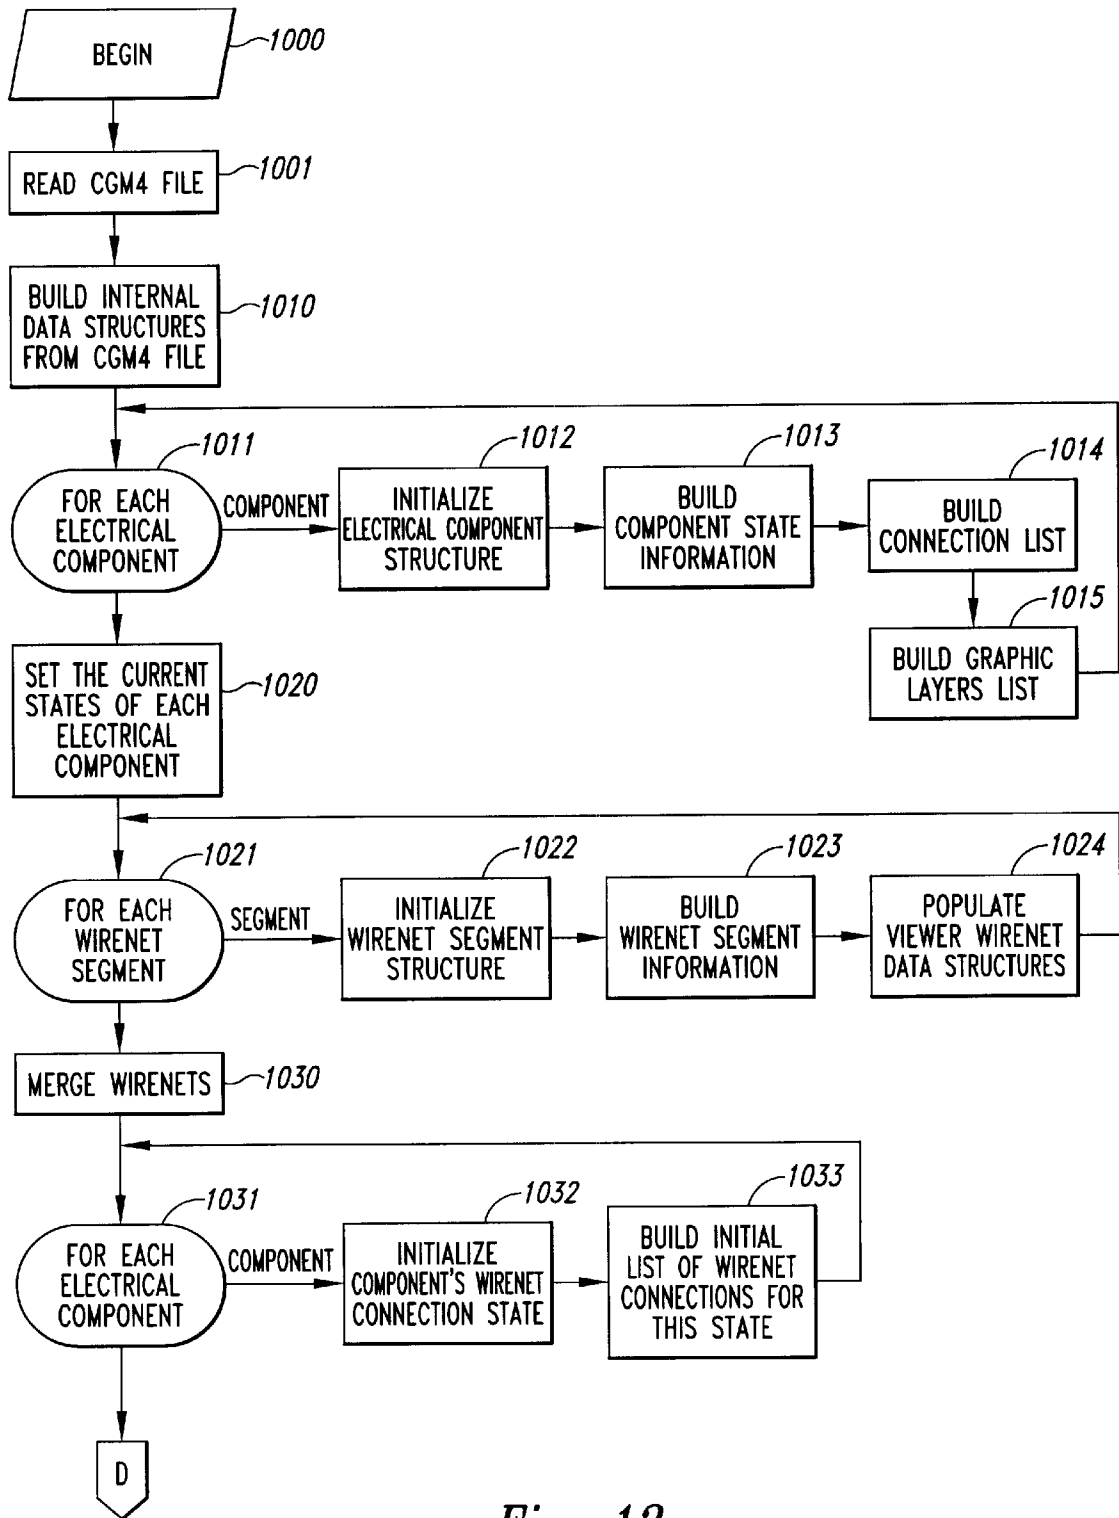 BEGIN
1000
READ CGM4 FILE
1001
BUILD INTERNAL
DATA STRUCTURES
FROM CGM4 FILE
1010
1011
FOR EACH
ELECTRICAL
COMPONENT
COMPONENT
1012
INITIALIZE
ELECTRICAL COMPONENT
STRUCTURE
1013
BUILD
COMPONENT STATE
INFORMATION
1014
BUILD
CONNECTION LIST
1015
BUILD GRAPHIC
LAYERS LIST
SET THE CURRENT
STATES OF EACH
ELECTRICAL
COMPONENT
1020
1021
FOR EACH
WIRENET
SEGMENT
SEGMENT
1022
INITIALIZE
WIRENET SEGMENT
STRUCTURE
1023
BUILD
WIRENET SEGMENT
INFORMATION
1024
POPULATE
VIEWER WIRENET
DATA STRUCTURES
MERGE WIRENETS
1030
1031
FOR EACH
ELECTRICAL
COMPONENT
COMPONENT
1032
INITIALIZE
COMPONENT'S WIRENET
CONNECTION STATE
1033
BUILD INITIAL
LIST OF WIRENET
CONNECTIONS FOR
THIS STATE
D